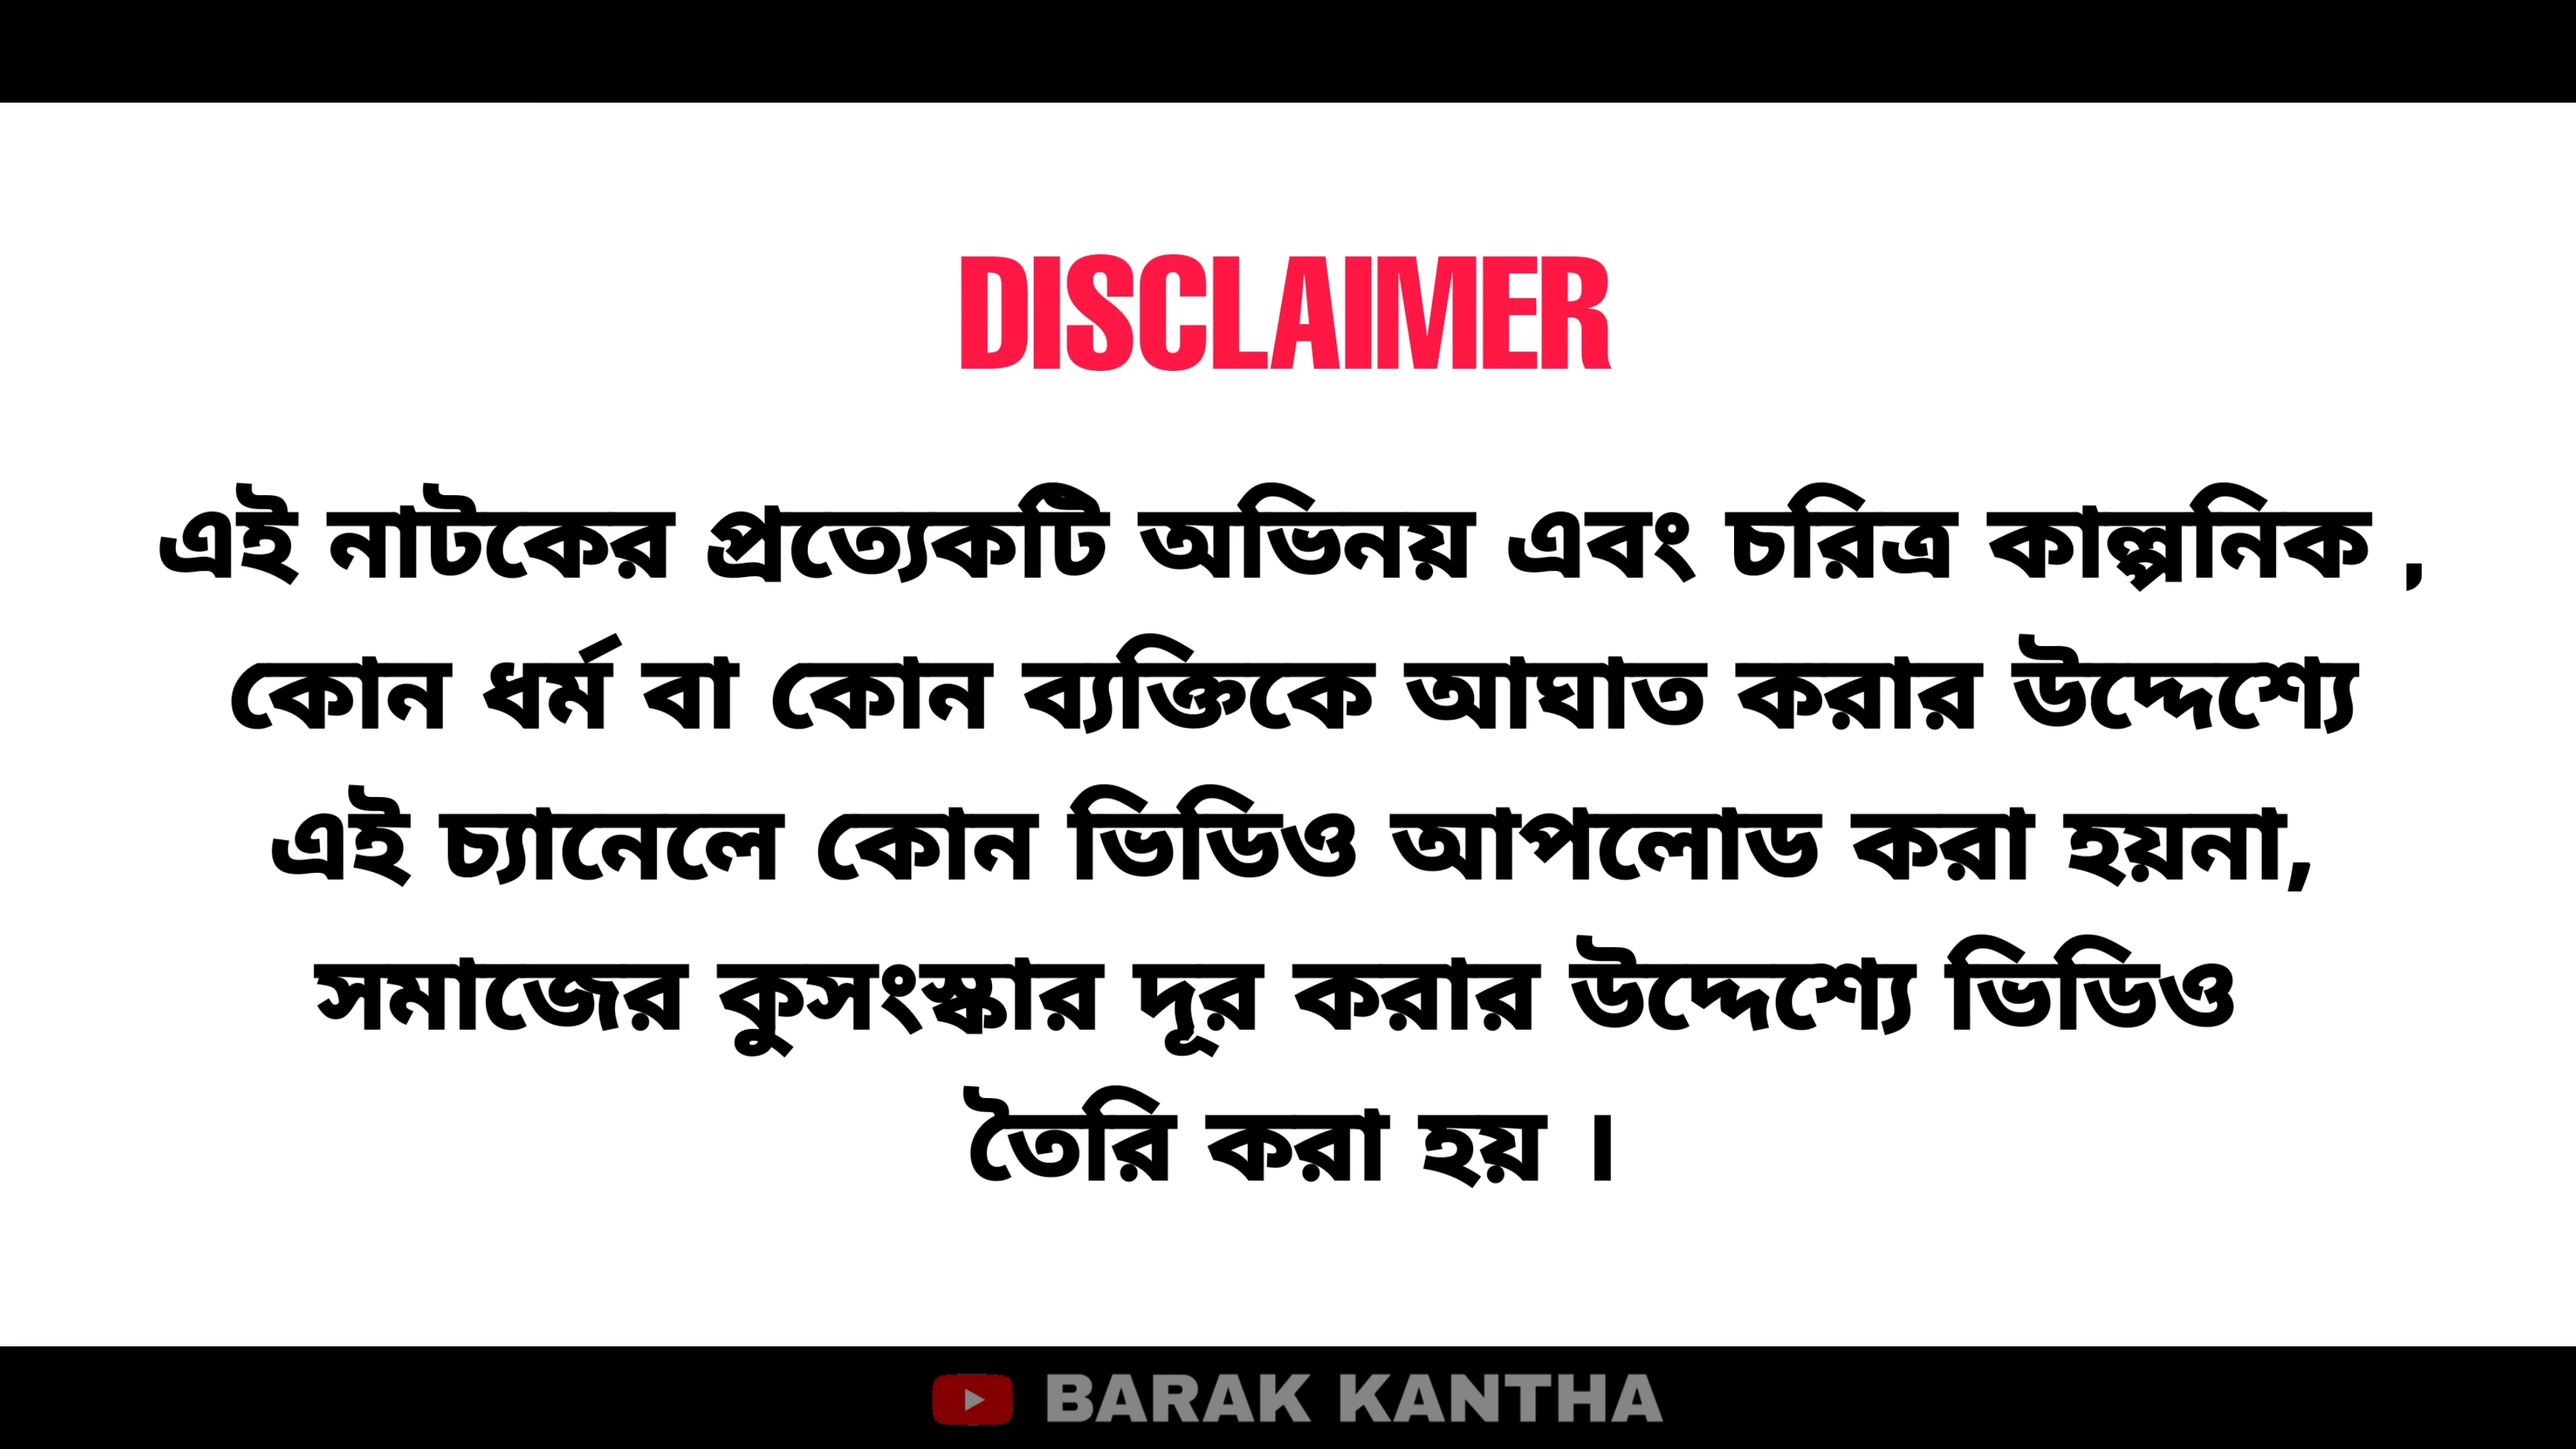 DISCLAIMER
এই নাটকের প্রত্যেকটি অভিনয় এবং চরিত্র কাল্পনিক ,
কোন ধর্ম বা কোন ব্যক্তিকে আঘাত করার উদ্দেশ্যে
এই চ্যানেলে কোন ভিডিও আপলোড করা হয়না,
সমাজের কুসংস্কার দূর করার উদ্দেশ্যে ভিডিও
তৈরি করা হয় ।
BARAK KANTHA